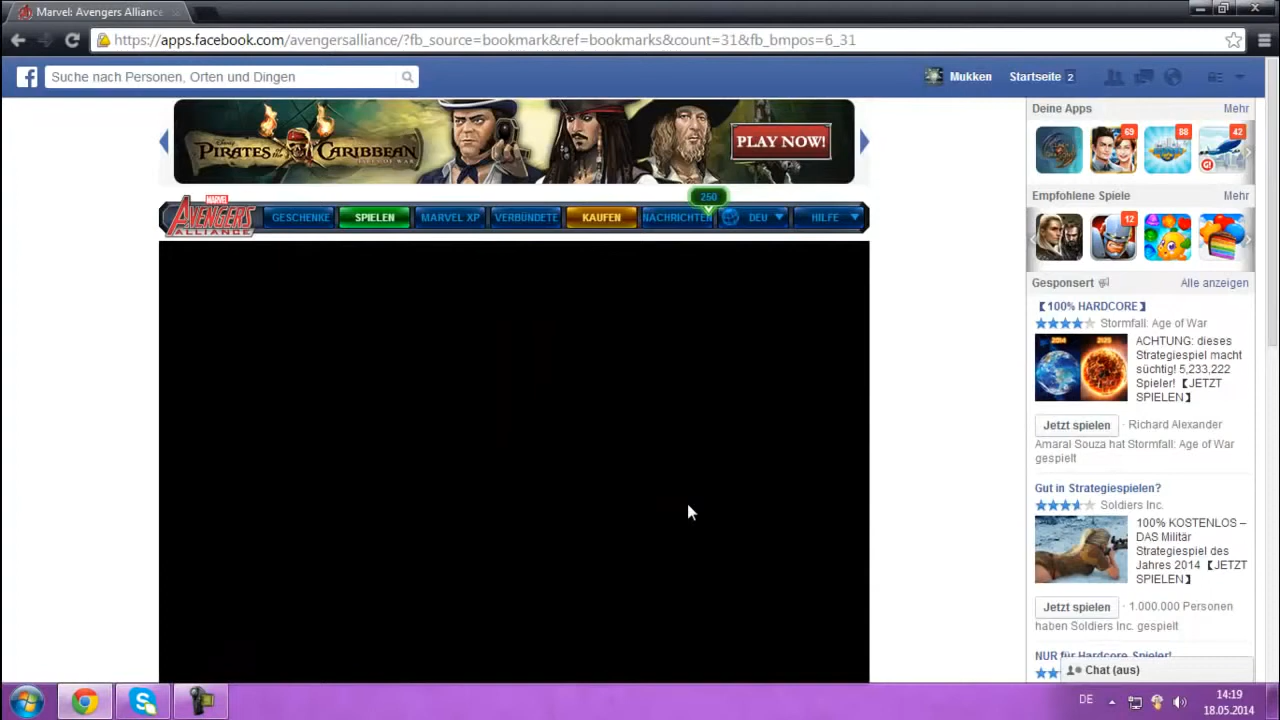 Marvel: Avengers Alliance
https://apps.facebook.com/avengersalliance/?fb_source=bookmark&ref=bookmarks&count=31&fb_bmpos=6_31
Suche nach Personen, Orten und Dingen
Mukken
Startseite 2
PIRATES of the CARIBBEAN
PLAY NOW!
MARVEL
AVENGERS
ALLIANCE
GESCHENKE
SPIELEN
MARVEL XP
VERBÜNDETE
KAUFEN
NACHRICHTEN
250
DEU
HILFE
Deine Apps
Mehr
69
88
42
Empfohlene Spiele
Mehr
12
Gesponsert
Alle anzeigen
【100% HARDCORE】
Stormfall: Age of War
2014
2125
ACHTUNG: dieses
Strategiespiel macht
süchtig! 5,233,222
Spieler!【JETZT
SPIELEN】
Jetzt spielen · Richard Alexander
Amaral Souza hat Stormfall: Age of War
gespielt
Gut in Strategiespielen?
Soldiers Inc.
100% KOSTENLOS –
DAS Militär
Strategiespiel des
Jahres 2014【JETZT
SPIELEN】
Jetzt spielen · 1.000.000 Personen
haben Soldiers Inc. gespielt
NUR für Hardcore Spieler!
Chat (aus)
DE
14:19
18.05.2014